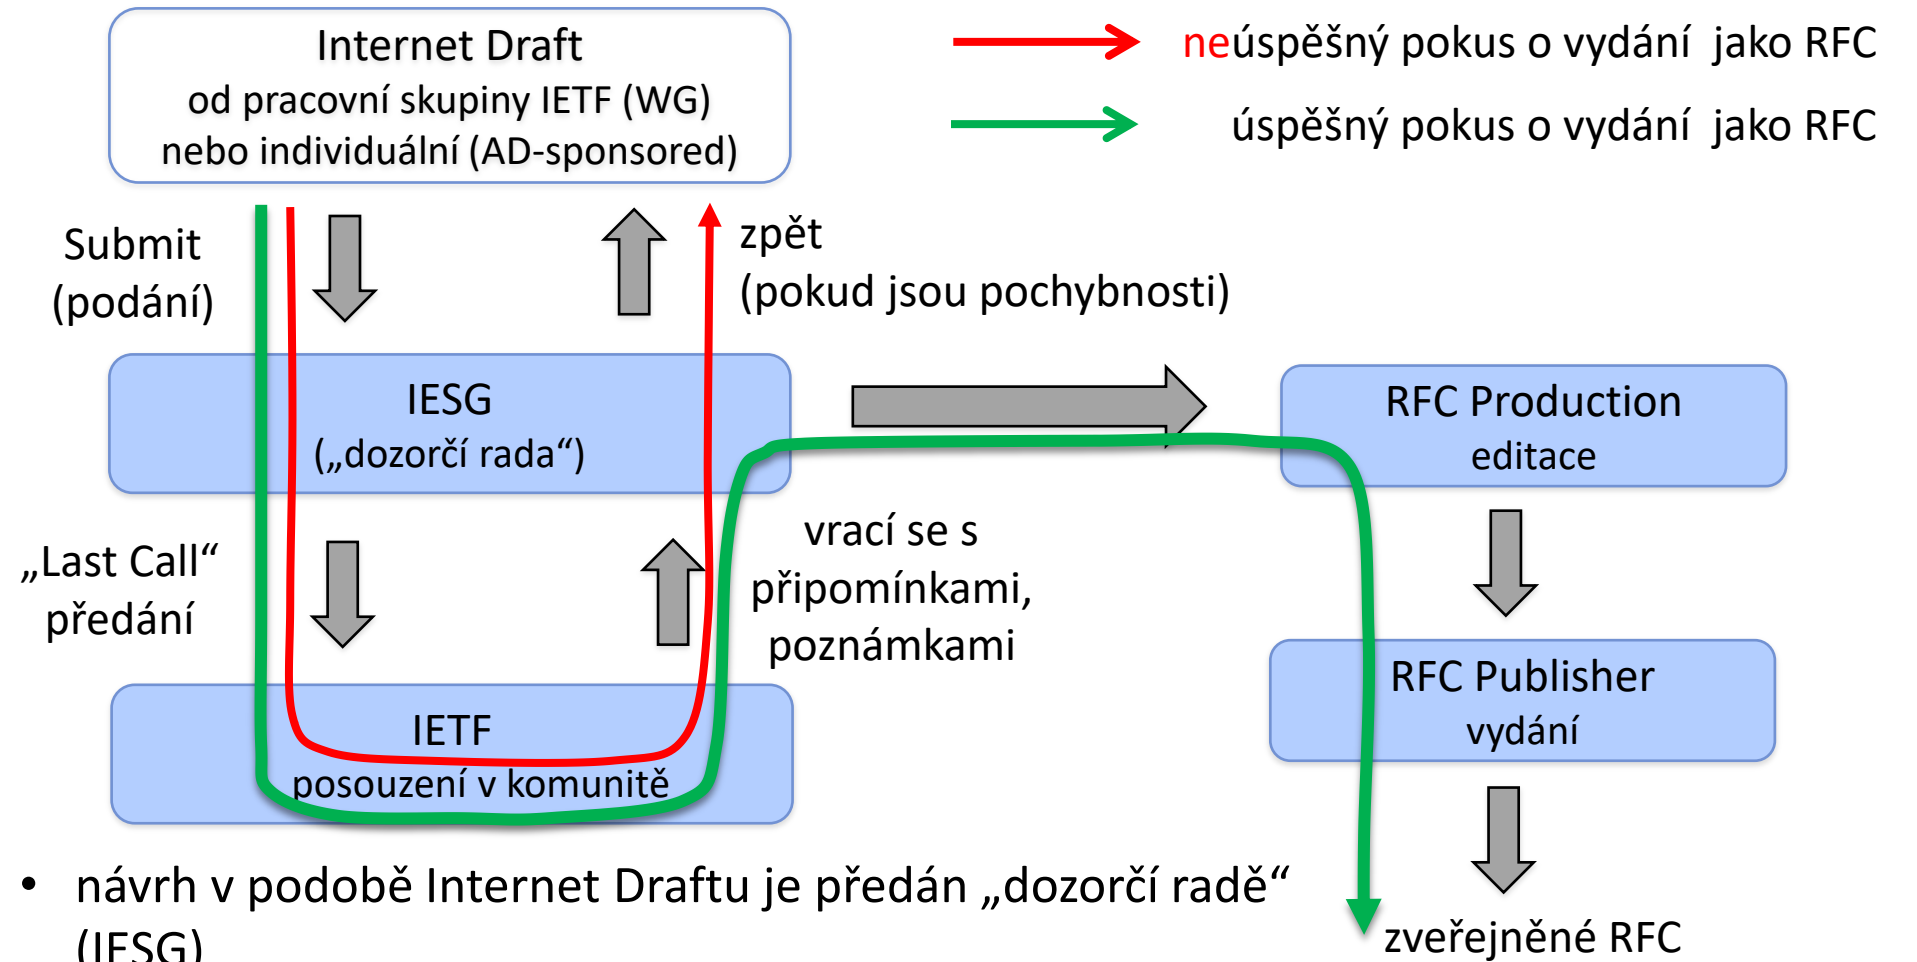 Internet Draft
od pracovní skupiny IETF (WG)
nebo individuální (AD-sponsored)
neúspěšný pokus o vydání jako RFC
úspěšný pokus o vydání jako RFC
Submit
(podání)
zpět
(pokud jsou pochybnosti)
IESG
(„dozorčí rada“)
RFC Production
editace
„Last Call“
předání
vrací se s
připomínkami,
poznámkami
IETF
posouzení v komunitě
RFC Publisher
vydání
zveřejněné RFC
• návrh v podobě Internet Draftu je předán „dozorčí radě“
(IESG)